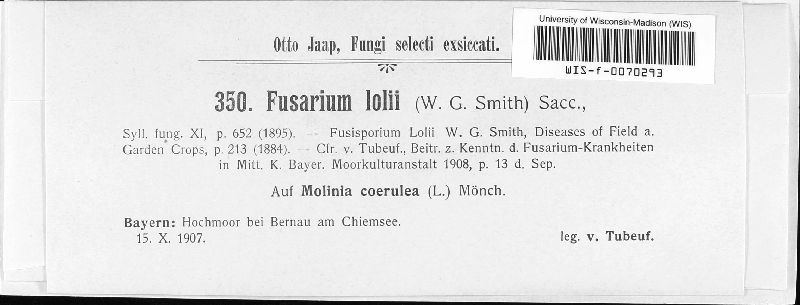 University of Wisconsin-Madison (WIS)
WIS-f-0070293
Otto Jaap, Fungi selecti exsiccati.
350. Fusarium lolii (W. G. Smith) Sacc.,
Syll. fung. XI, p. 652 (1895). — Fusisporium Lolii W. G. Smith, Diseases of Field a.
Garden Crops, p. 213 (1884). — Cfr. v. Tubeuf., Beitr. z. Kenntn. d. Fusarium-Krankheiten
in Mitt. K. Bayer. Moorkulturanstalt 1908, p. 13 d. Sep.
Auf Molinia coerulea (L.) Mönch.
Bayern: Hochmoor bei Bernau am Chiemsee.
15. X. 1907. leg. v. Tubeuf.